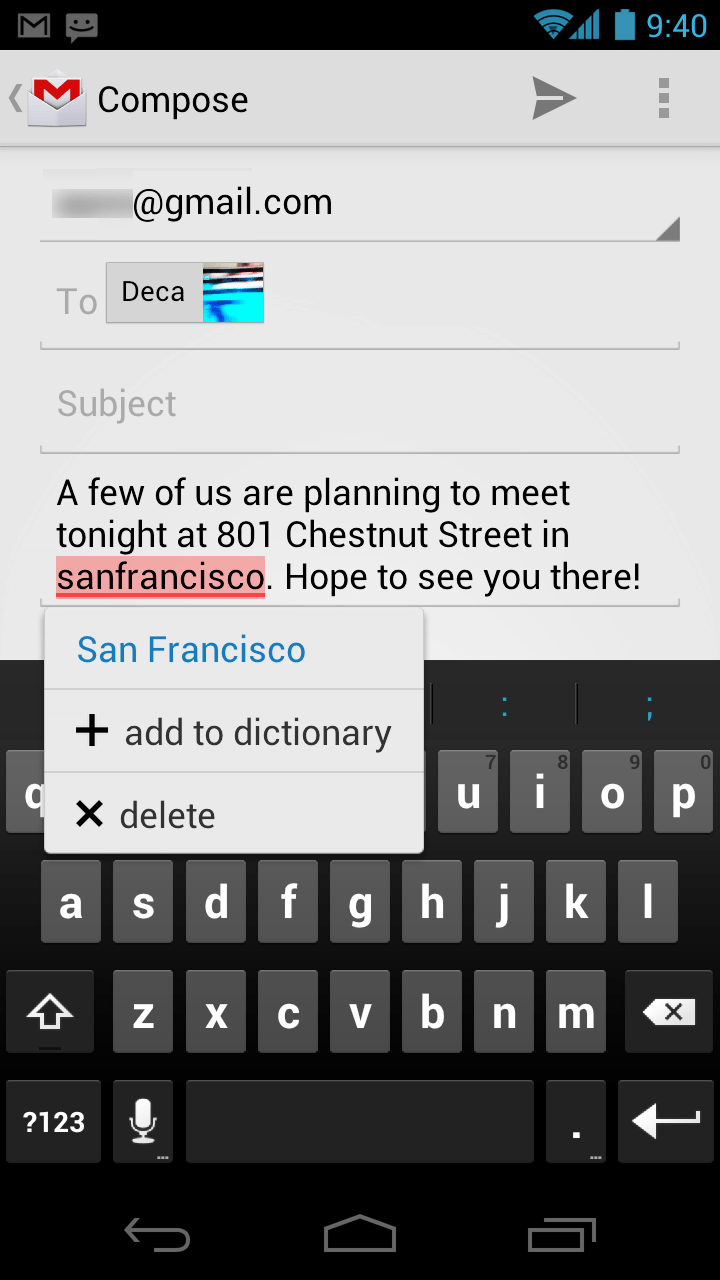 9:40
Compose
@gmail.com
To Deca
Subject
A few of us are planning to meet
tonight at 801 Chestnut Street in
sanfrancisco. Hope to see you there!
San Francisco
add to dictionary
delete
: ;
q u 7 i 8 o 9 p 0
a s d f g h j k l
z x c v b n m
?123 .